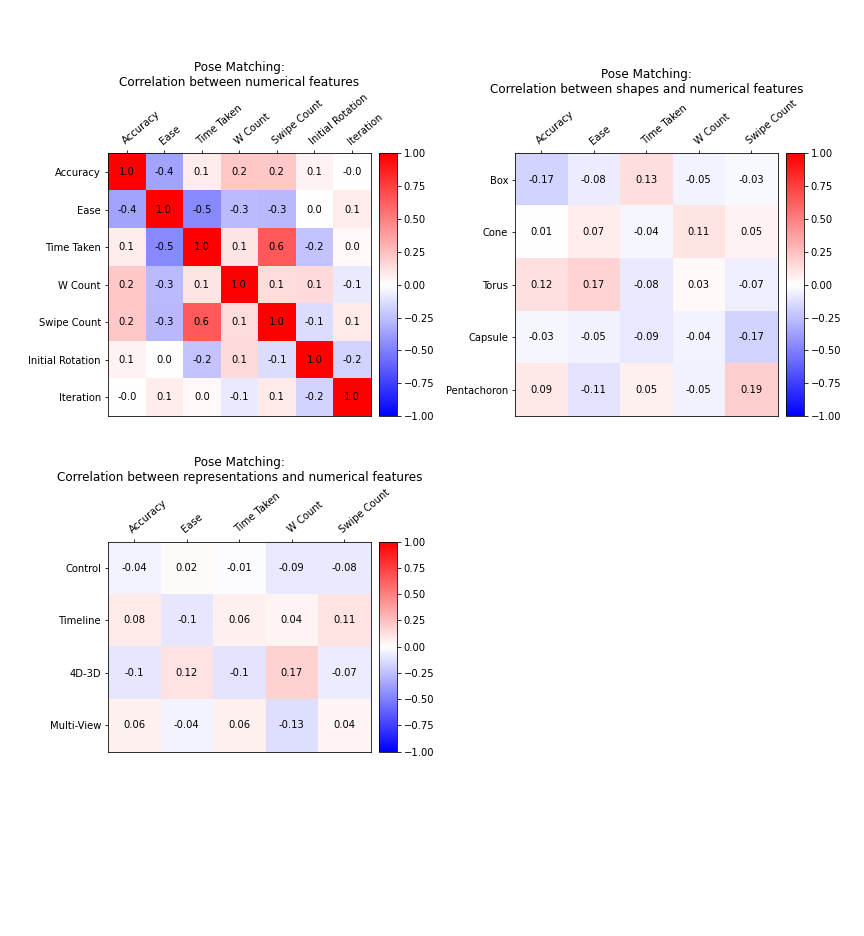 Pose Matching:
Correlation between numerical features
Accuracy Ease Time Taken W Count Swipe Count Initial Rotation Iteration
Accuracy 1.0 -0.4 0.1 0.2 0.2 0.1 -0.0
Ease -0.4 1.0 -0.5 -0.3 -0.3 0.0 0.1
Time Taken 0.1 -0.5 1.0 0.1 0.6 -0.2 0.0
W Count 0.2 -0.3 0.1 1.0 0.1 0.1 -0.1
Swipe Count 0.2 -0.3 0.6 0.1 1.0 -0.1 0.1
Initial Rotation 0.1 0.0 -0.2 0.1 -0.1 1.0 -0.2
Iteration -0.0 0.1 0.0 -0.1 0.1 -0.2 1.0
1.00
0.75
0.50
0.25
0.00
−0.25
−0.50
−0.75
−1.00
Pose Matching:
Correlation between shapes and numerical features
Accuracy Ease Time Taken W Count Swipe Count
Box -0.17 -0.08 0.13 -0.05 -0.03
Cone 0.01 0.07 -0.04 0.11 0.05
Torus 0.12 0.17 -0.08 0.03 -0.07
Capsule -0.03 -0.05 -0.09 -0.04 -0.17
Pentachoron 0.09 -0.11 0.05 -0.05 0.19
1.00
0.75
0.50
0.25
0.00
−0.25
−0.50
−0.75
−1.00
Pose Matching:
Correlation between representations and numerical features
Accuracy Ease Time Taken W Count Swipe Count
Control -0.04 0.02 -0.01 -0.09 -0.08
Timeline 0.08 -0.1 0.06 0.04 0.11
4D-3D -0.1 0.12 -0.1 0.17 -0.07
Multi-View 0.06 -0.04 0.06 -0.13 0.04
1.00
0.75
0.50
0.25
0.00
−0.25
−0.50
−0.75
−1.00